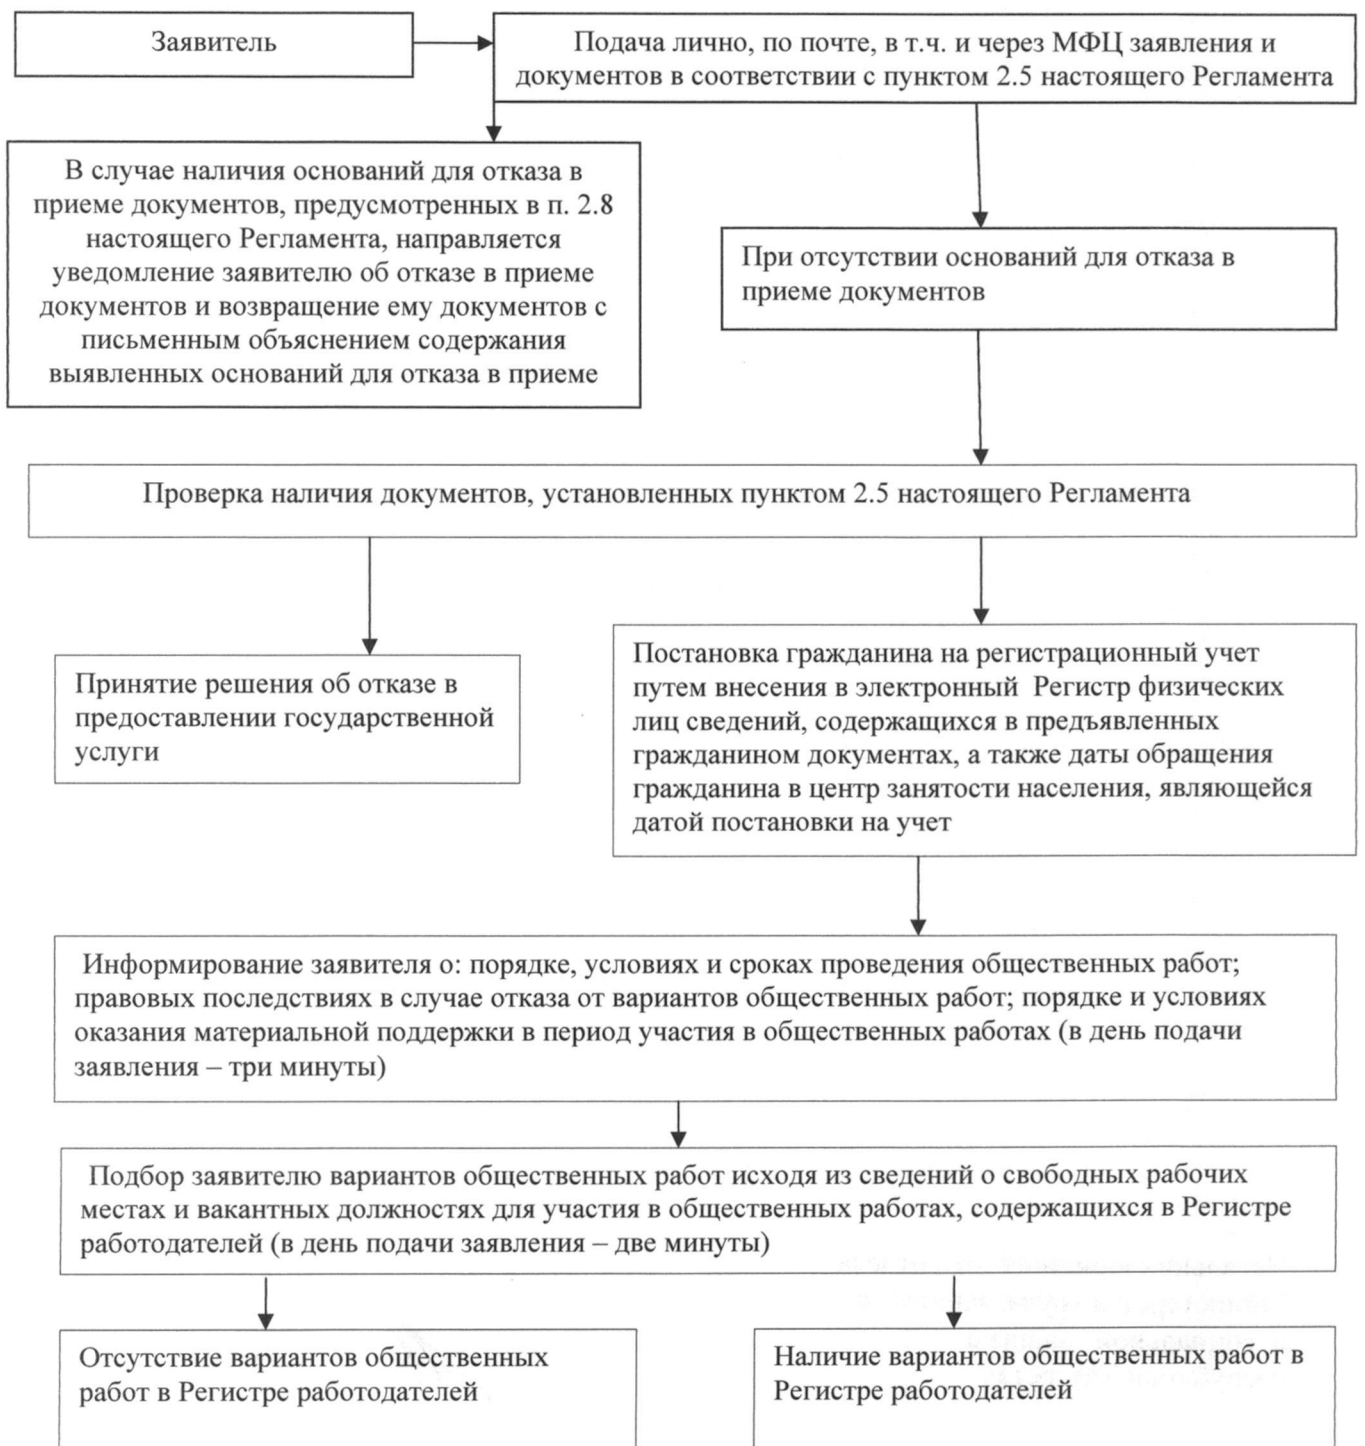 Заявитель
Подача лично, по почте, в т.ч. и через МФЦ заявления и
документов в соответствии с пунктом 2.5 настоящего Регламента
В случае наличия оснований для отказа в
приеме документов, предусмотренных в п. 2.8
настоящего Регламента, направляется
уведомление заявителю об отказе в приеме
документов и возвращение ему документов с
письменным объяснением содержания
выявленных оснований для отказа в приеме
При отсутствии оснований для отказа в
приеме документов
Проверка наличия документов, установленных пунктом 2.5 настоящего Регламента
Принятие решения об отказе в
предоставлении государственной
услуги
Постановка гражданина на регистрационный учет
путем внесения в электронный Регистр физических
лиц сведений, содержащихся в предъявленных
гражданином документах, а также даты обращения
гражданина в центр занятости населения, являющейся
датой постановки на учет
Информирование заявителя о: порядке, условиях и сроках проведения общественных работ;
правовых последствиях в случае отказа от вариантов общественных работ; порядке и условиях
оказания материальной поддержки в период участия в общественных работах (в день подачи
заявления – три минуты)
Подбор заявителю вариантов общественных работ исходя из сведений о свободных рабочих
местах и вакантных должностях для участия в общественных работах, содержащихся в Регистре
работодателей (в день подачи заявления – две минуты)
Отсутствие вариантов общественных
работ в Регистре работодателей
Наличие вариантов общественных работ в
Регистре работодателей